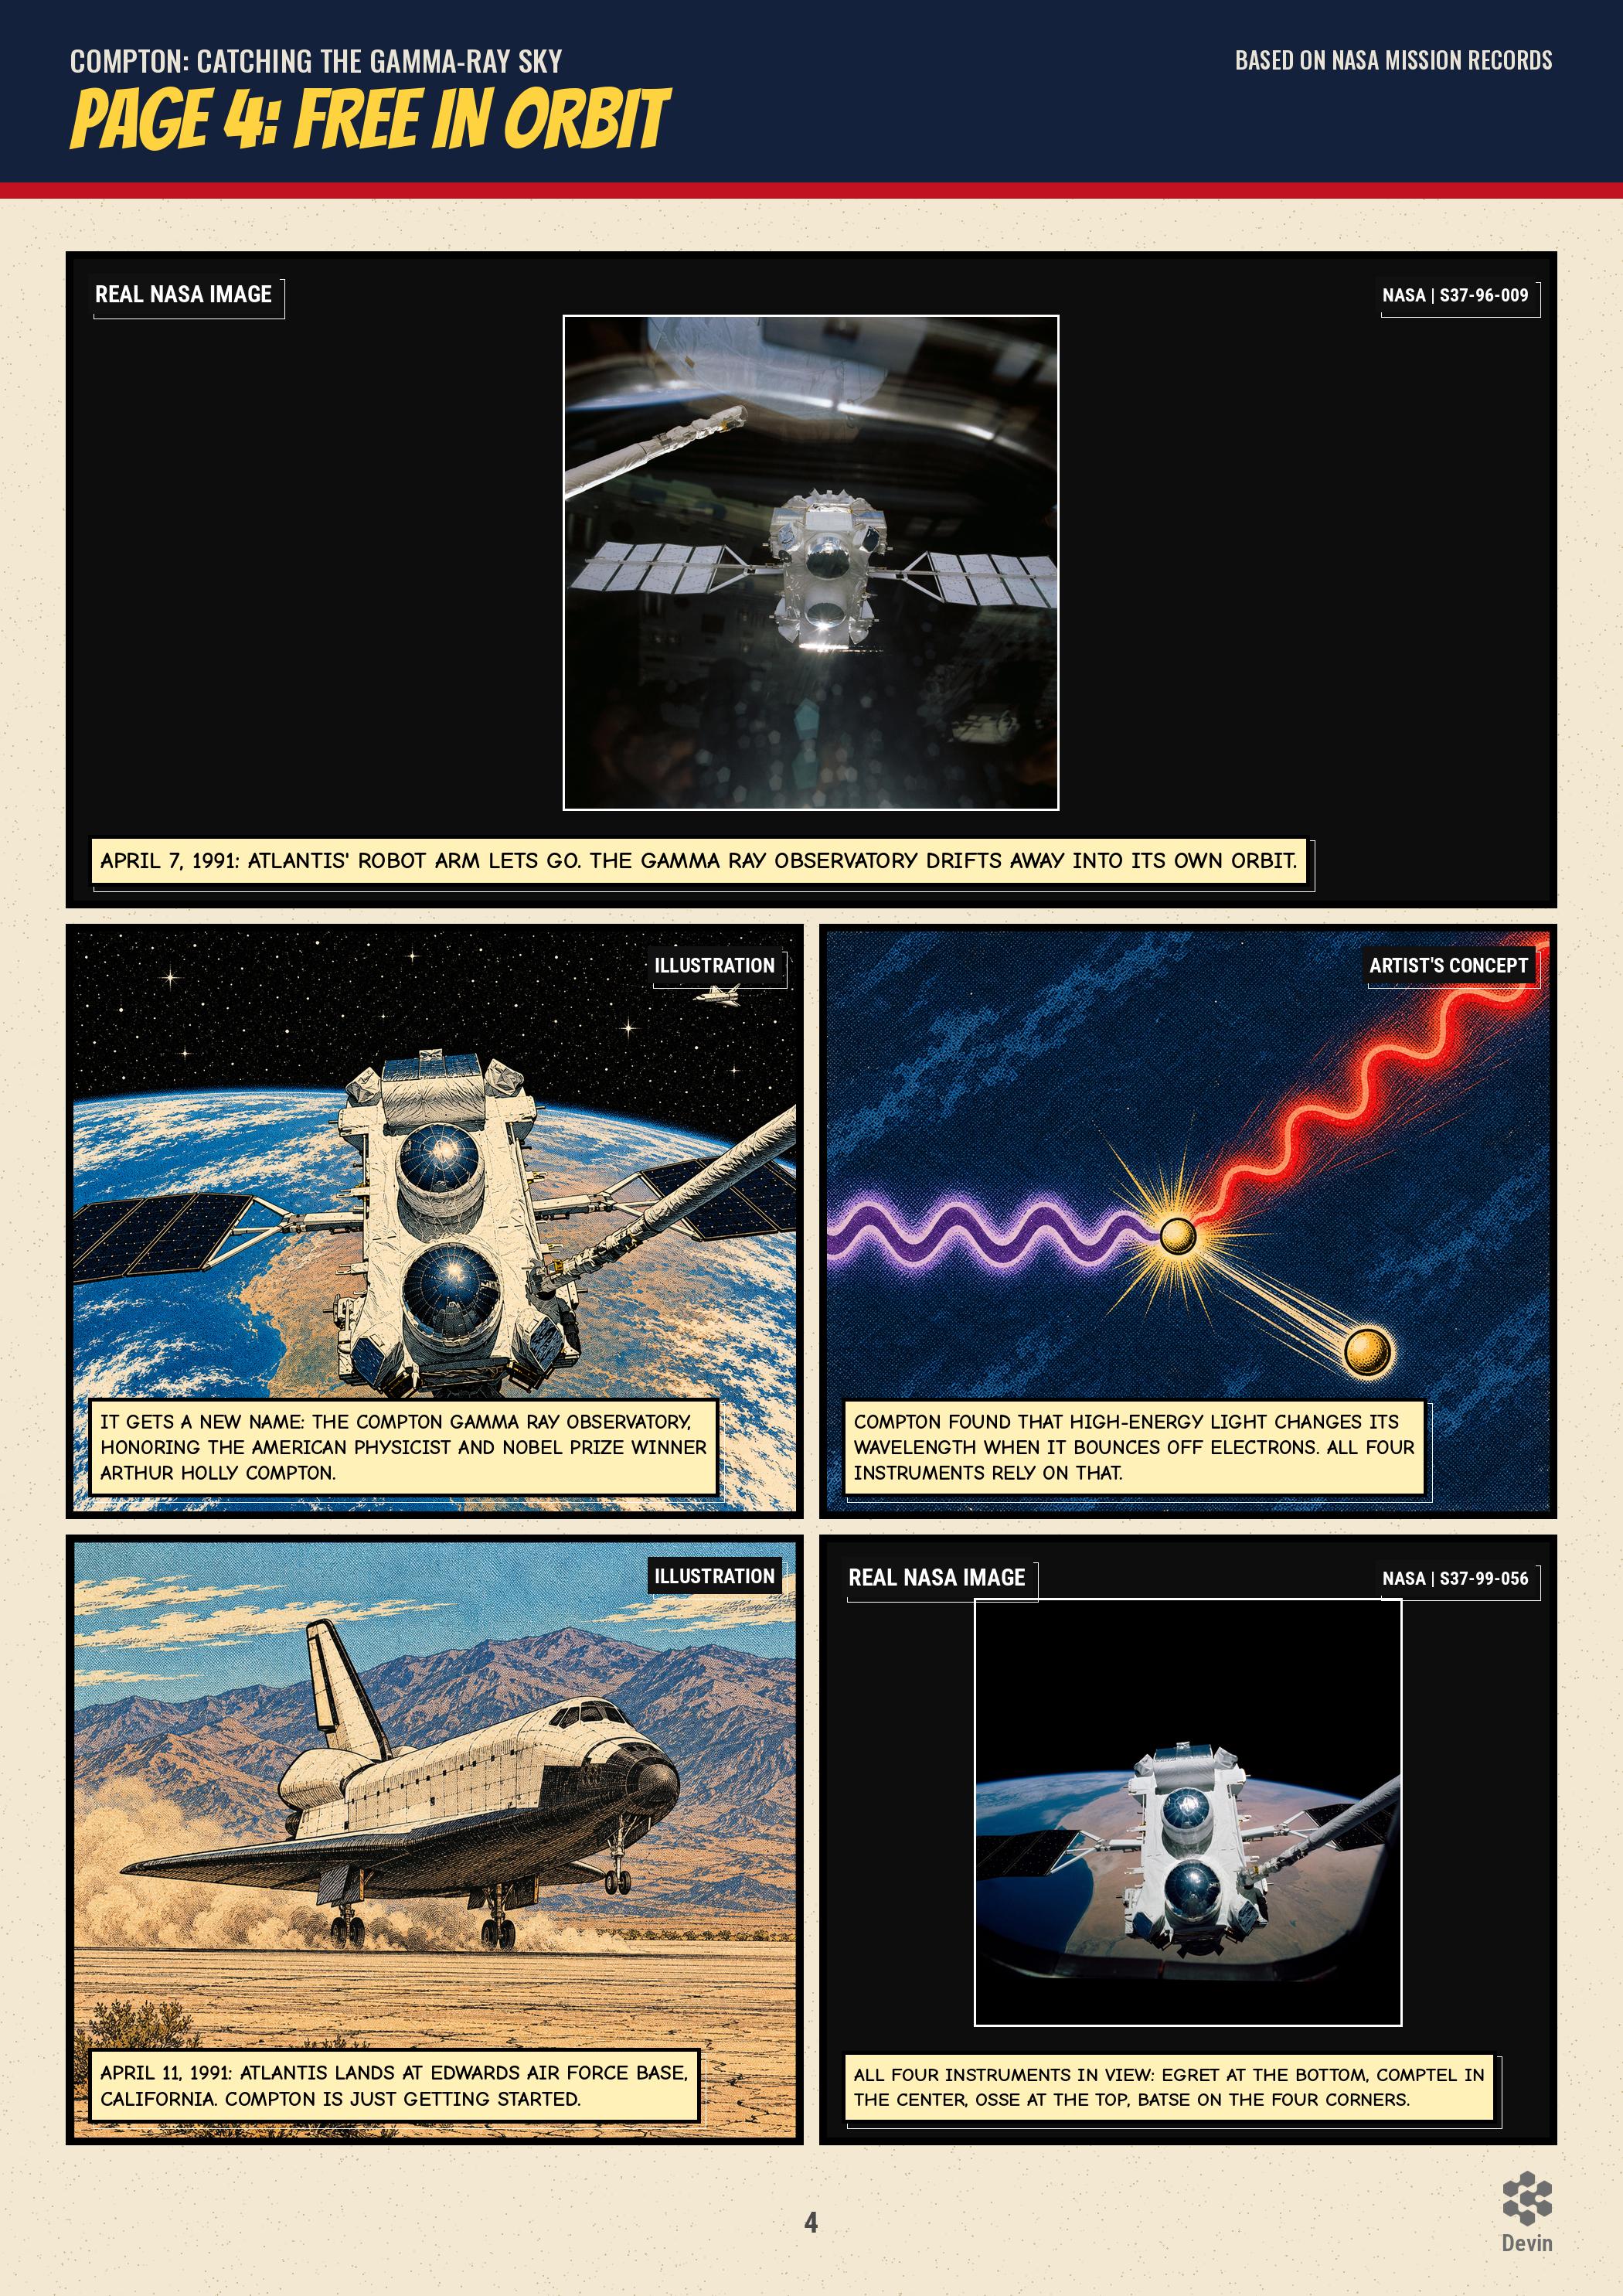 COMPTON: CATCHING THE GAMMA-RAY SKY
BASED ON NASA MISSION RECORDS
PAGE 4: FREE IN ORBIT
REAL NASA IMAGE
NASA | S37-96-009
APRIL 7, 1991: ATLANTIS' ROBOT ARM LETS GO. THE GAMMA RAY OBSERVATORY DRIFTS AWAY INTO ITS OWN ORBIT.
ILLUSTRATION
IT GETS A NEW NAME: THE COMPTON GAMMA RAY OBSERVATORY,
HONORING THE AMERICAN PHYSICIST AND NOBEL PRIZE WINNER
ARTHUR HOLLY COMPTON.
ARTIST'S CONCEPT
COMPTON FOUND THAT HIGH-ENERGY LIGHT CHANGES ITS
WAVELENGTH WHEN IT BOUNCES OFF ELECTRONS. ALL FOUR
INSTRUMENTS RELY ON THAT.
ILLUSTRATION
APRIL 11, 1991: ATLANTIS LANDS AT EDWARDS AIR FORCE BASE,
CALIFORNIA. COMPTON IS JUST GETTING STARTED.
REAL NASA IMAGE
NASA | S37-99-056
ALL FOUR INSTRUMENTS IN VIEW: EGRET AT THE BOTTOM, COMPTEL IN
THE CENTER, OSSE AT THE TOP, BATSE ON THE FOUR CORNERS.
4
Devin